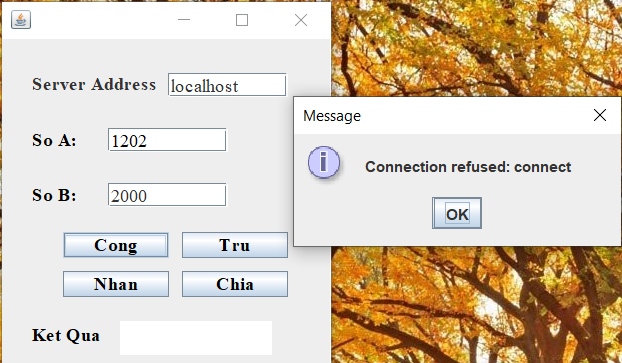 Server Address localhost
So A: 1202
So B: 2000
Cong Tru
Nhan Chia
Ket Qua
Message
Connection refused: connect
OK